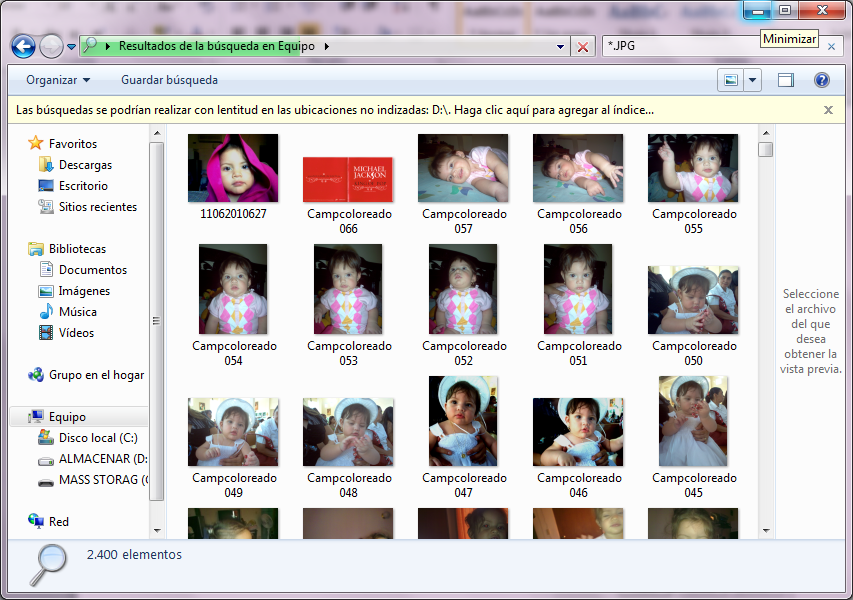 Resultados de la búsqueda en Equipo
*.JPG
Minimizar
Organizar
Guardar búsqueda
Las búsquedas se podrían realizar con lentitud en las ubicaciones no indizadas: D:\. Haga clic aquí para agregar al índice...
Favoritos
Descargas
Escritorio
Sitios recientes
Bibliotecas
Documentos
Imágenes
Música
Vídeos
Grupo en el hogar
Equipo
Disco local (C:)
ALMACENAR (D:
MASS STORAG (
Red
MICHAEL
JACKSON
11062010627
Campcoloreado
066
Campcoloreado
057
Campcoloreado
056
Campcoloreado
055
Campcoloreado
054
Campcoloreado
053
Campcoloreado
052
Campcoloreado
051
Campcoloreado
050
Campcoloreado
049
Campcoloreado
048
Campcoloreado
047
Campcoloreado
046
Campcoloreado
045
Seleccione
el archivo
del que
desea
obtener la
vista previa.
2.400 elementos